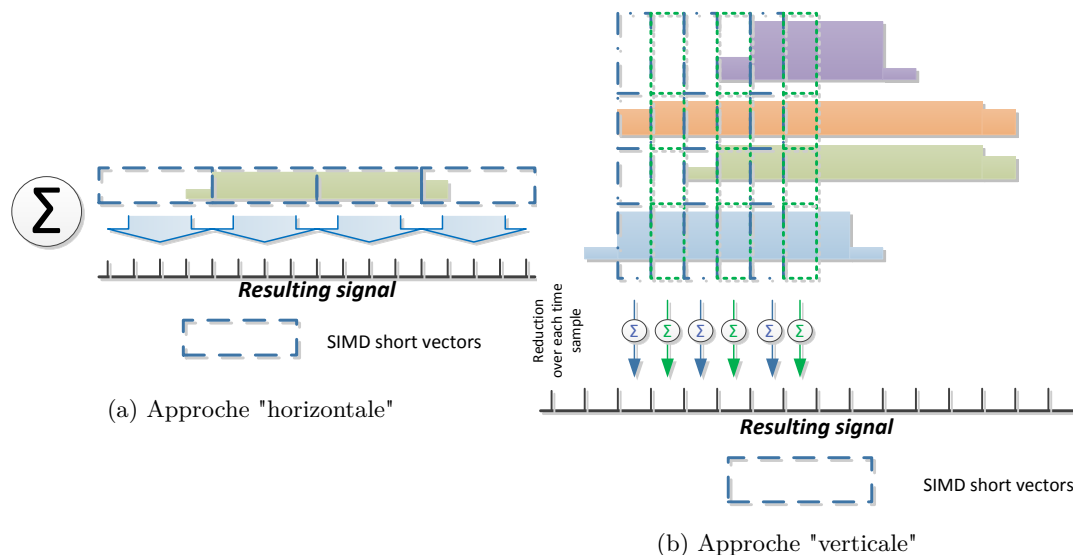 Σ
Resulting signal
SIMD short vectors
(a) Approche "horizontale"
Reduction
over each time
sample
Σ Σ Σ Σ Σ Σ
Resulting signal
SIMD short vectors
(b) Approche "verticale"